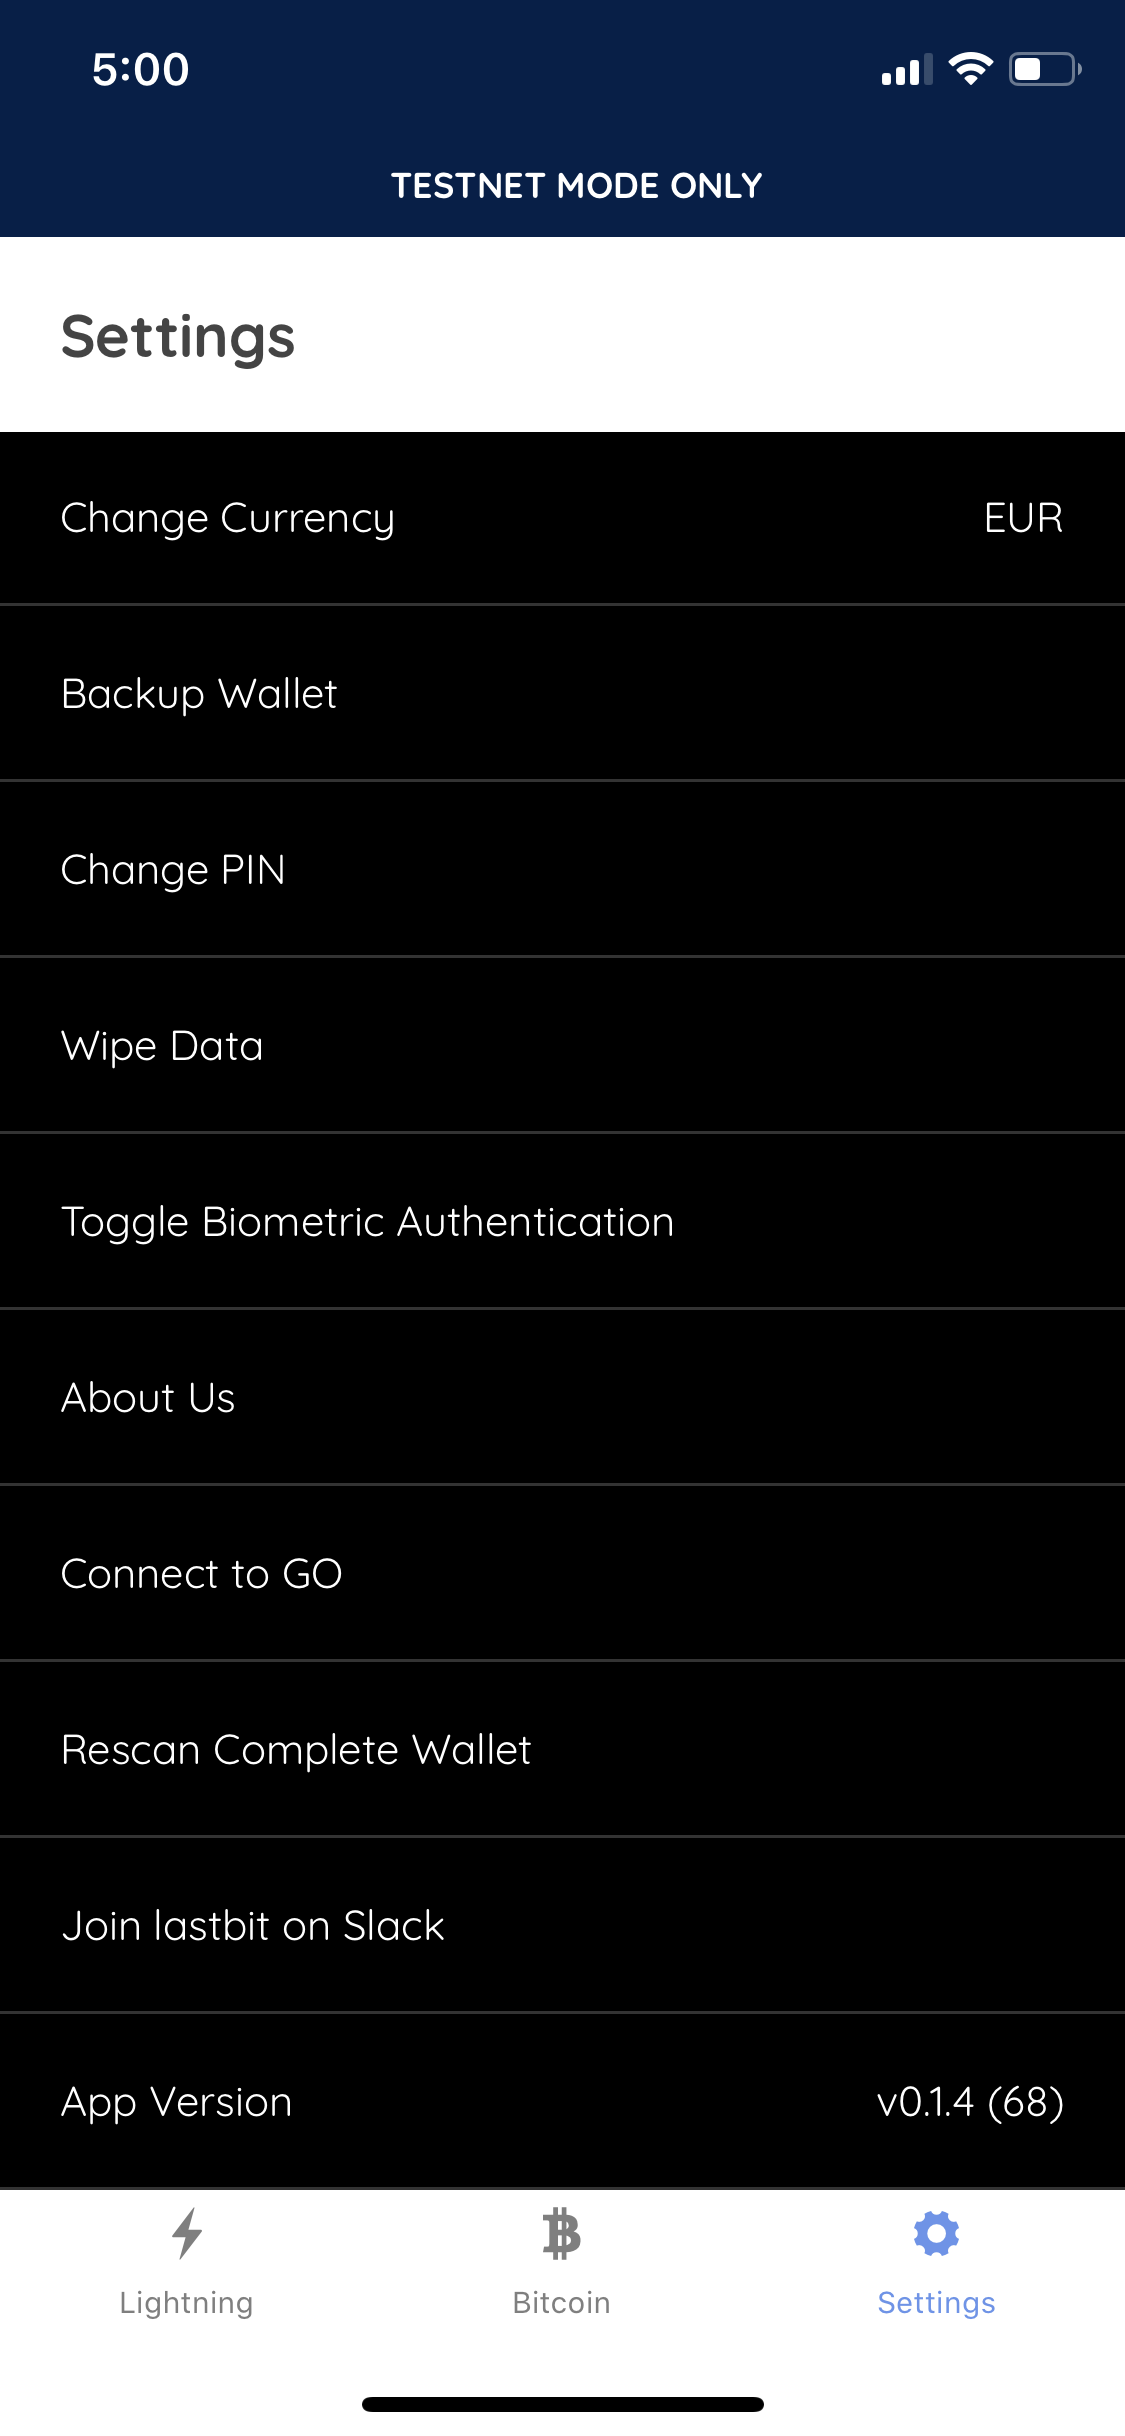 5:00
TESTNET MODE ONLY
Settings
Change Currency EUR
Backup Wallet
Change PIN
Wipe Data
Toggle Biometric Authentication
About Us
Connect to GO
Rescan Complete Wallet
Join lastbit on Slack
App Version v0.1.4 (68)
Lightning Bitcoin Settings